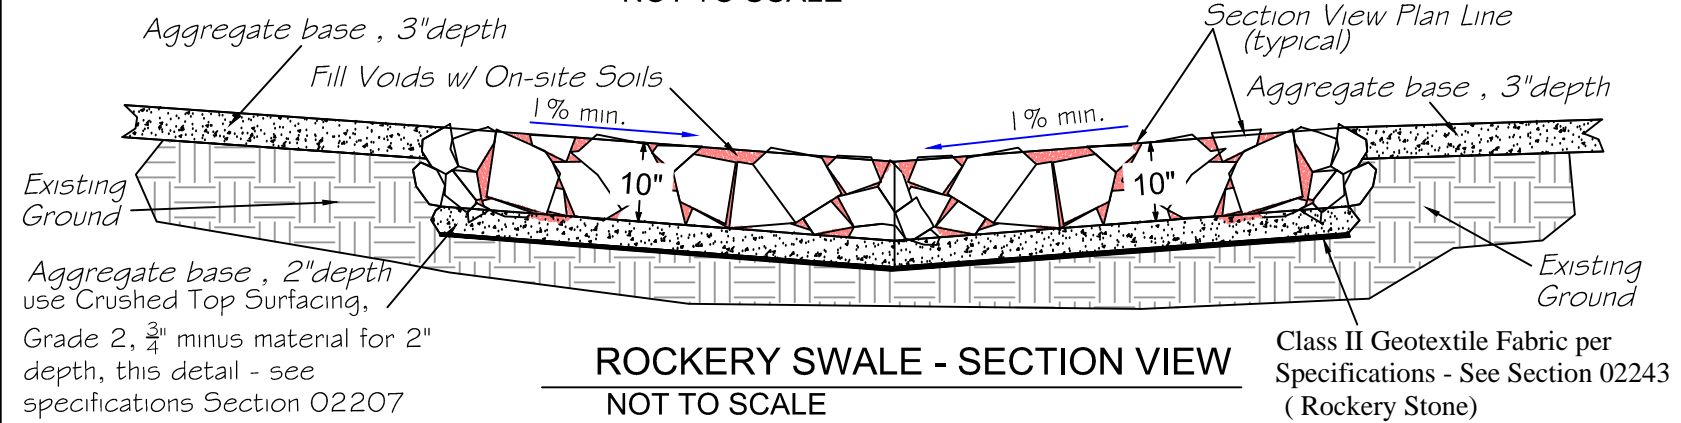 NOT TO SCALE
Aggregate base , 3"depth
Section View Plan Line
(typical)
Fill Voids w/ On-site Soils
Aggregate base , 3"depth
1% min.
1% min.
10"
10"
Existing
Ground
Aggregate base , 2"depth
use Crushed Top Surfacing,
Grade 2, 3/4" minus material for 2"
depth, this detail - see
specifications Section 02207
Existing
Ground
ROCKERY SWALE - SECTION VIEW
NOT TO SCALE
Class II Geotextile Fabric per
Specifications - See Section 02243
( Rockery Stone)